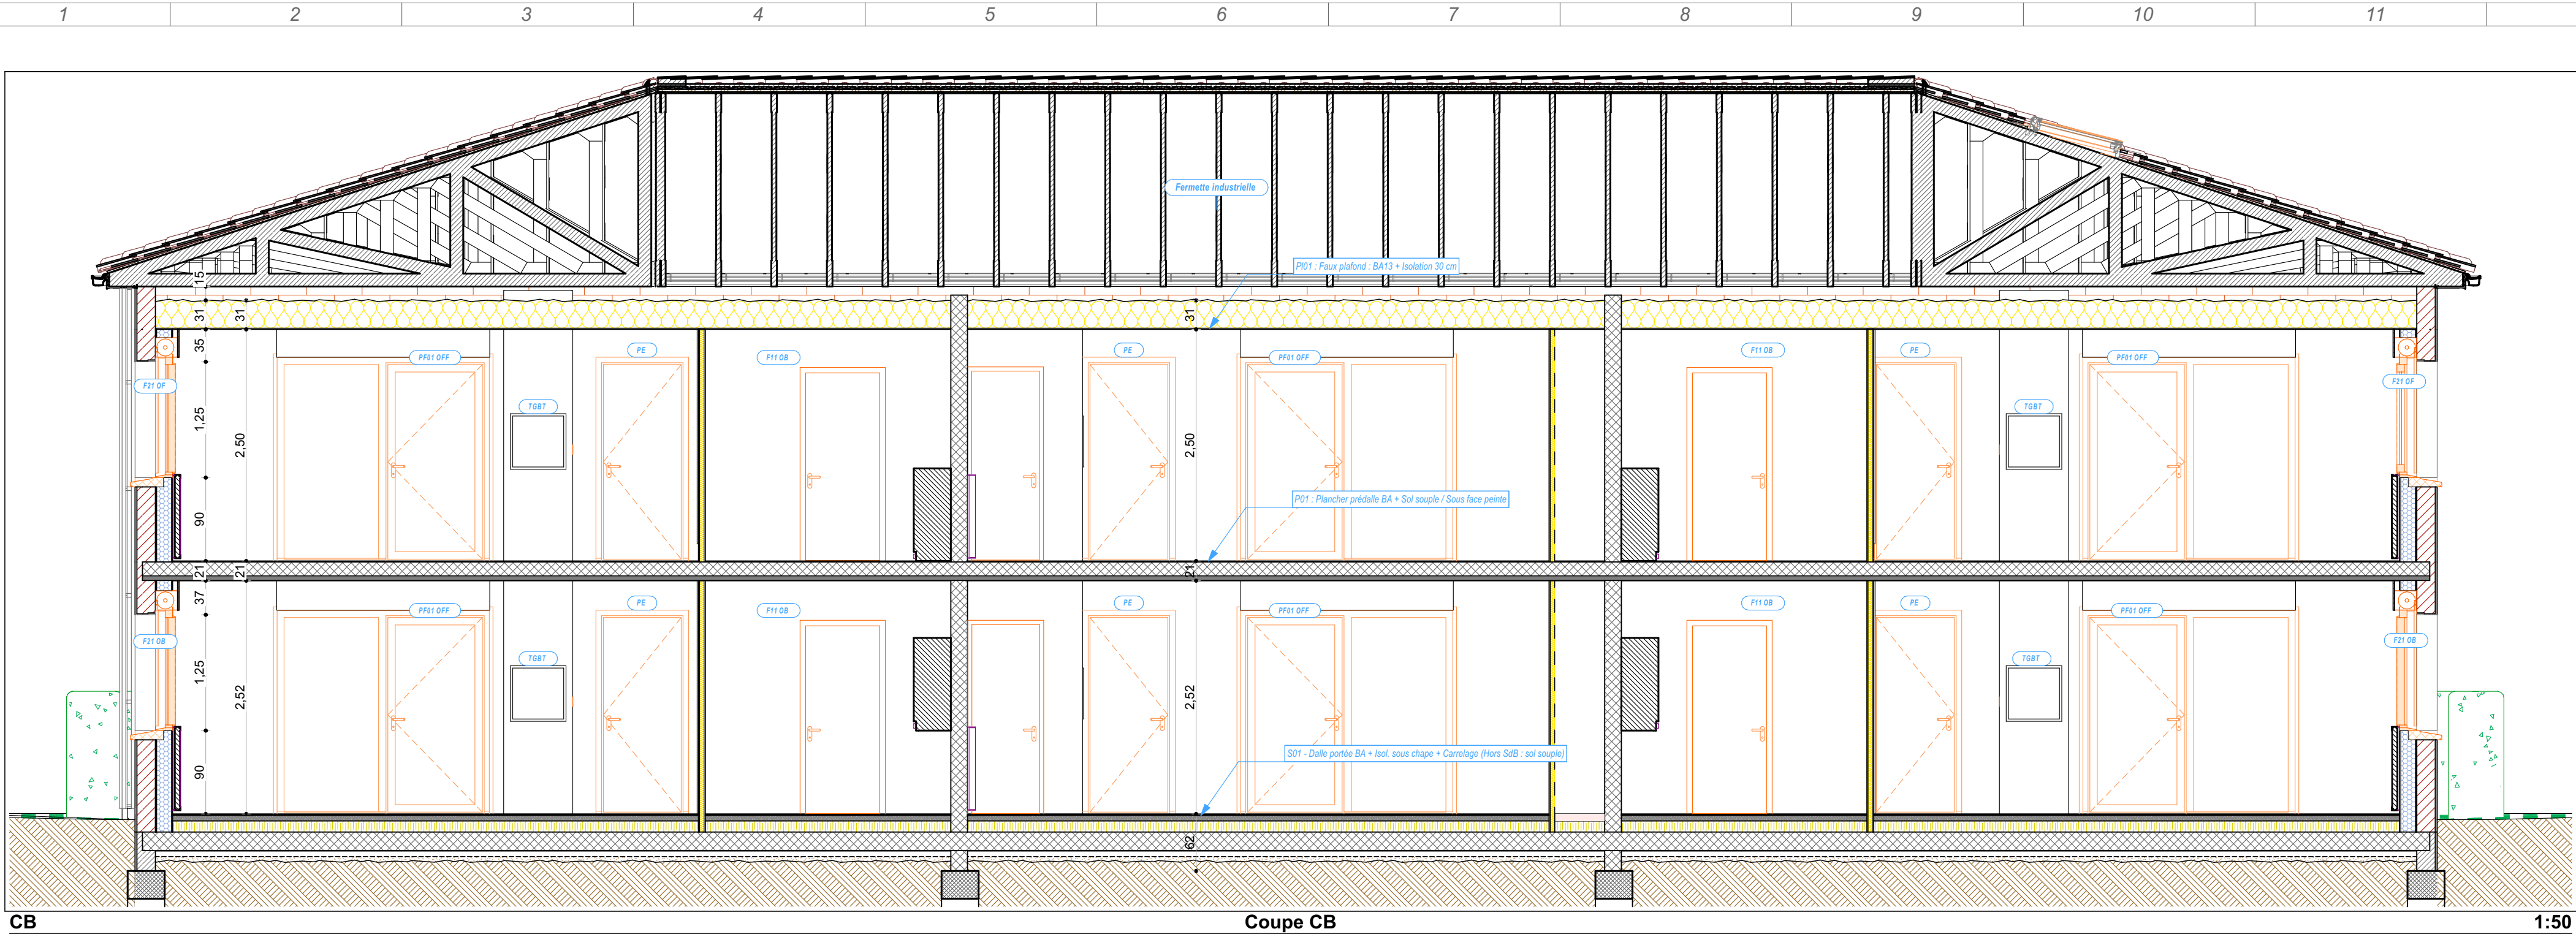 1 2 3 4 5 6 7 8 9 10 11
Fermette industrielle
PI01 : Faux plafond : BA13 + Isolation 30 cm
15
31 31 31
35
PF01 OFF PE F11 OB PE PF01 OFF F11 OB PE PF01 OFF
F21 OF F21 OF
TGBT TGBT
1,25 2,50 2,50
P01 : Plancher prédalle BA + Sol souple / Sous face peinte
90
21 21 21
37
PF01 OFF PE F11 OB PE PF01 OFF F11 OB PE PF01 OFF
F21 OB F21 OB
TGBT TGBT
1,25 2,52 2,52
S01 - Dalle portée BA + Isol. sous chape + Carrelage (Hors SdB : sol souple)
90
62
CB Coupe CB 1:50